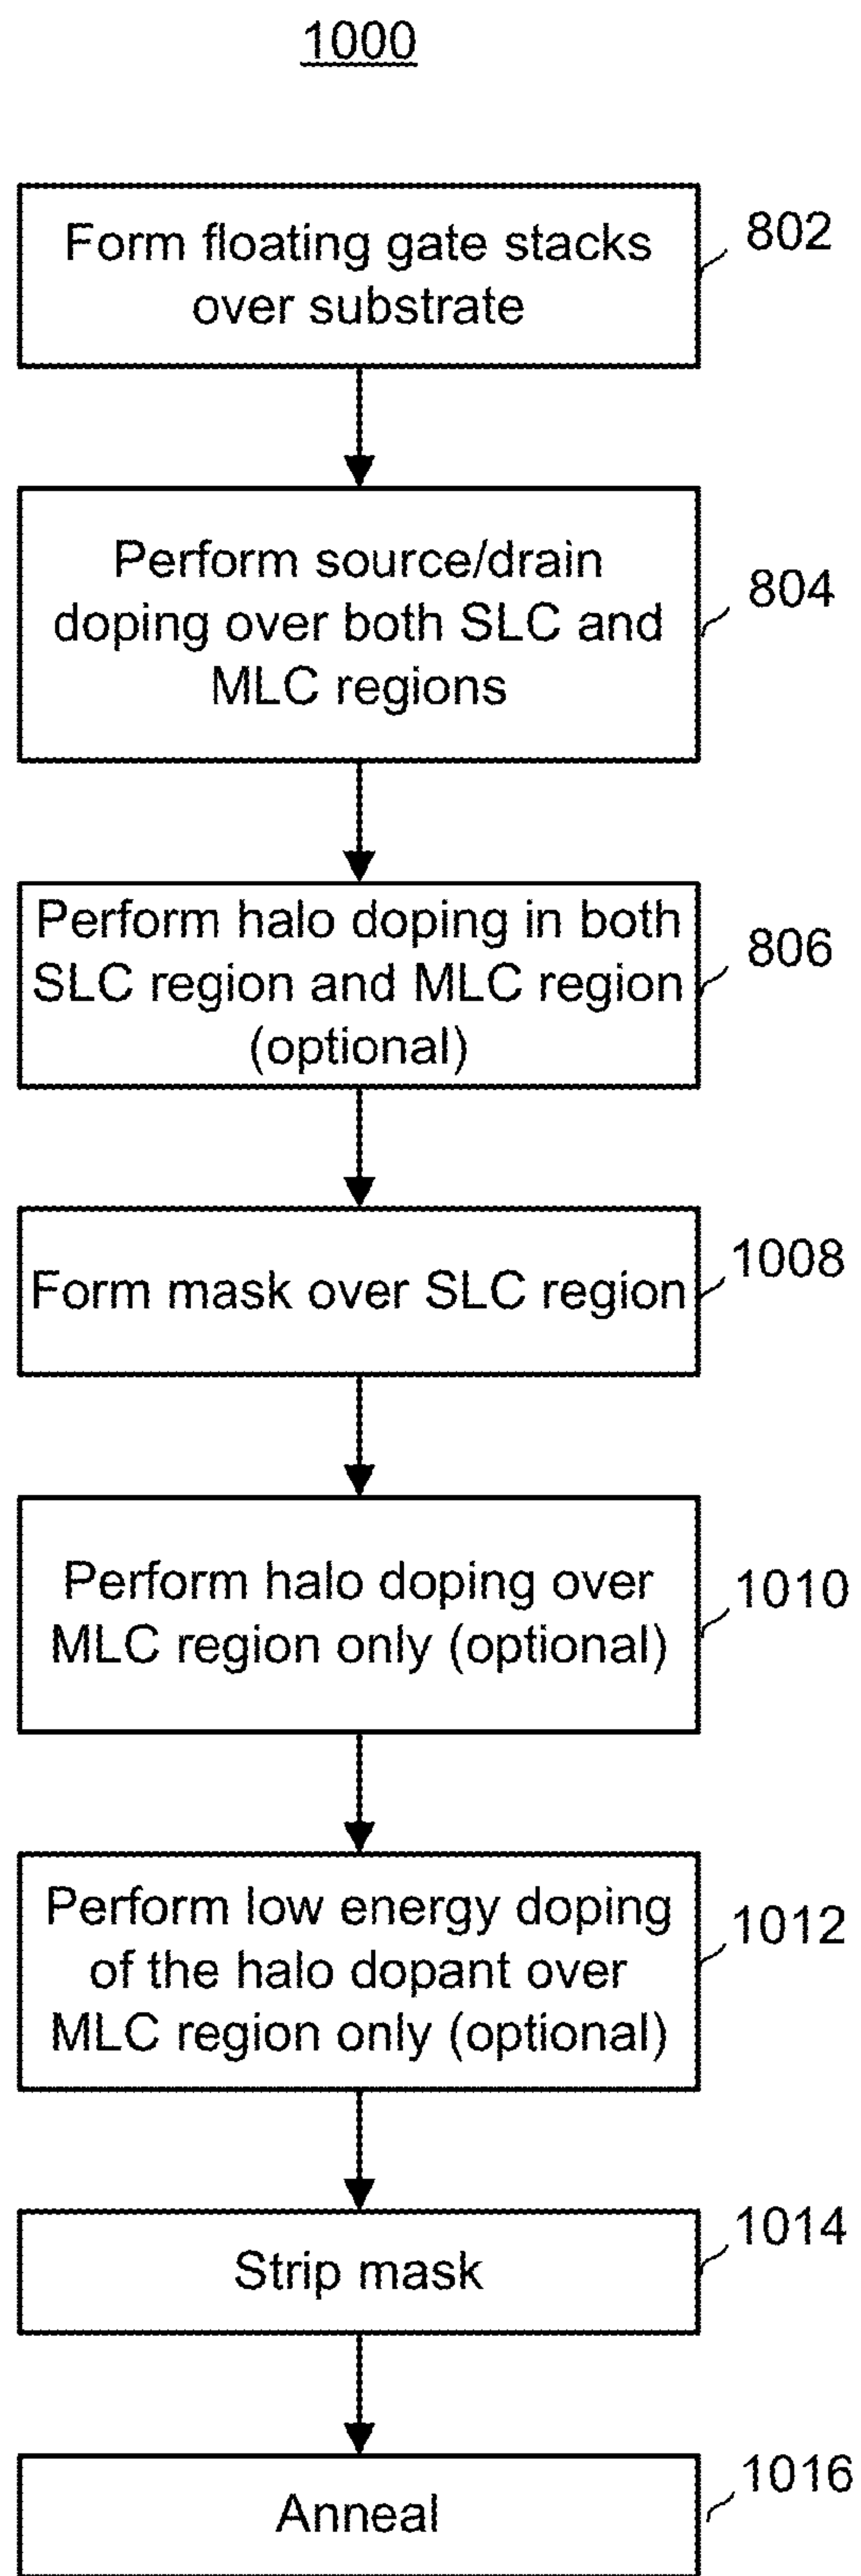 1000
Form floating gate stacks
over substrate
802
Perform source/drain
doping over both SLC and
MLC regions
804
Perform halo doping in both
SLC region and MLC region
(optional)
806
Form mask over SLC region
1008
Perform halo doping over
MLC region only (optional)
1010
Perform low energy doping
of the halo dopant over
MLC region only (optional)
1012
Strip mask
1014
Anneal
1016